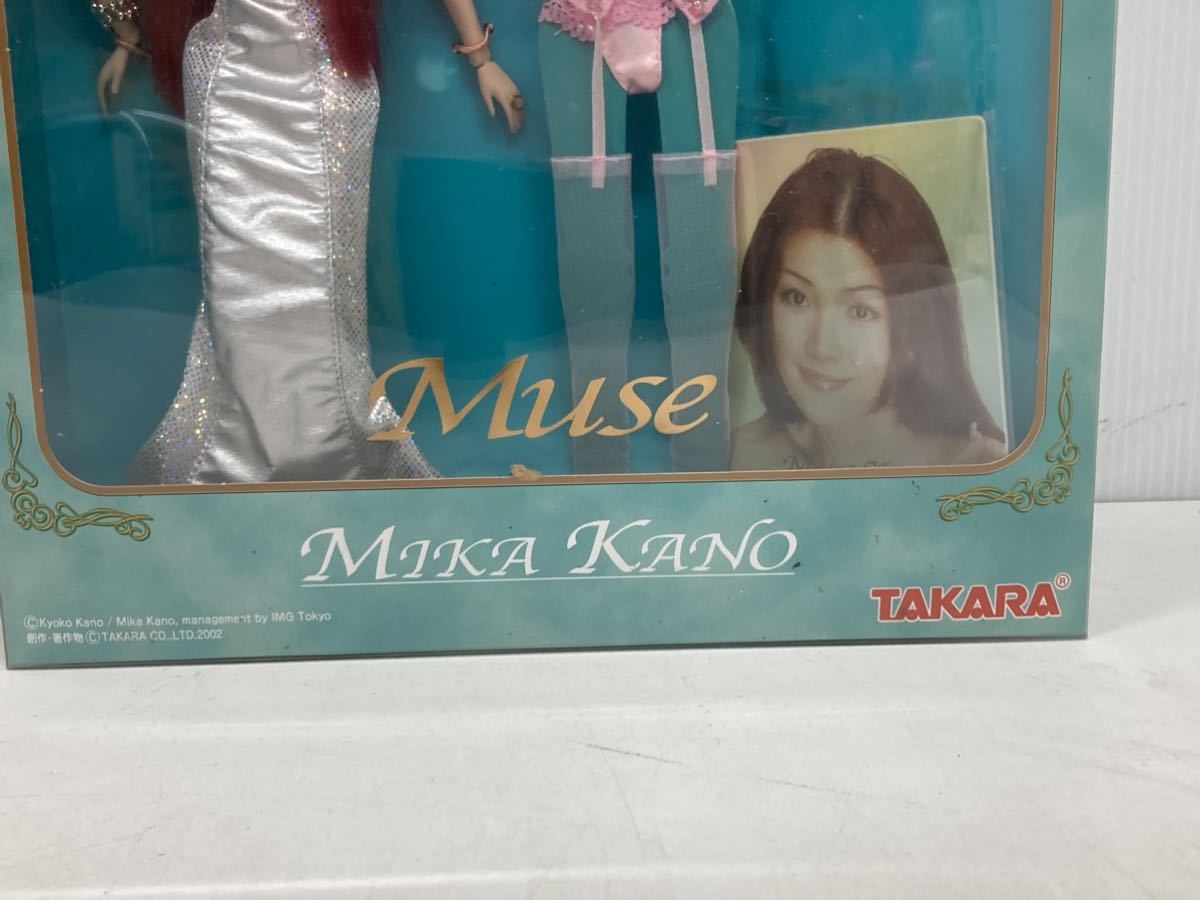 Muse
MIKA KANO
TAKARA®
©Kyoko Kano / Mika Kano, management by IMG Tokyo
創作・著作物©TAKARA CO.,LTD.2002